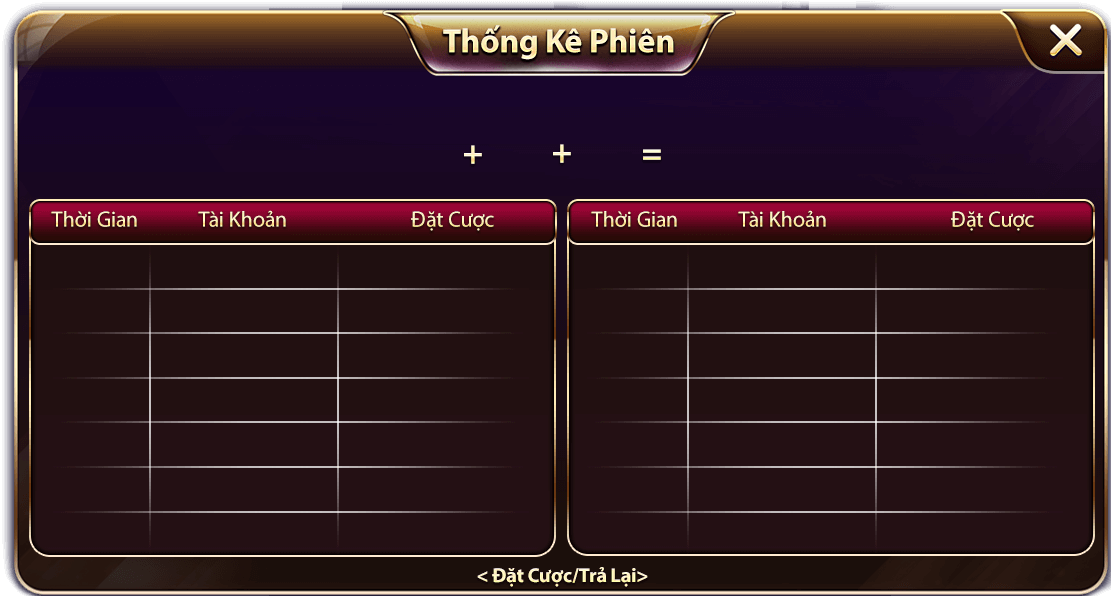 Thống Kê Phiên
+ + =
Thời Gian Tài Khoản Đặt Cược Thời Gian Tài Khoản Đặt Cược
< Đặt Cược/Trả Lại>